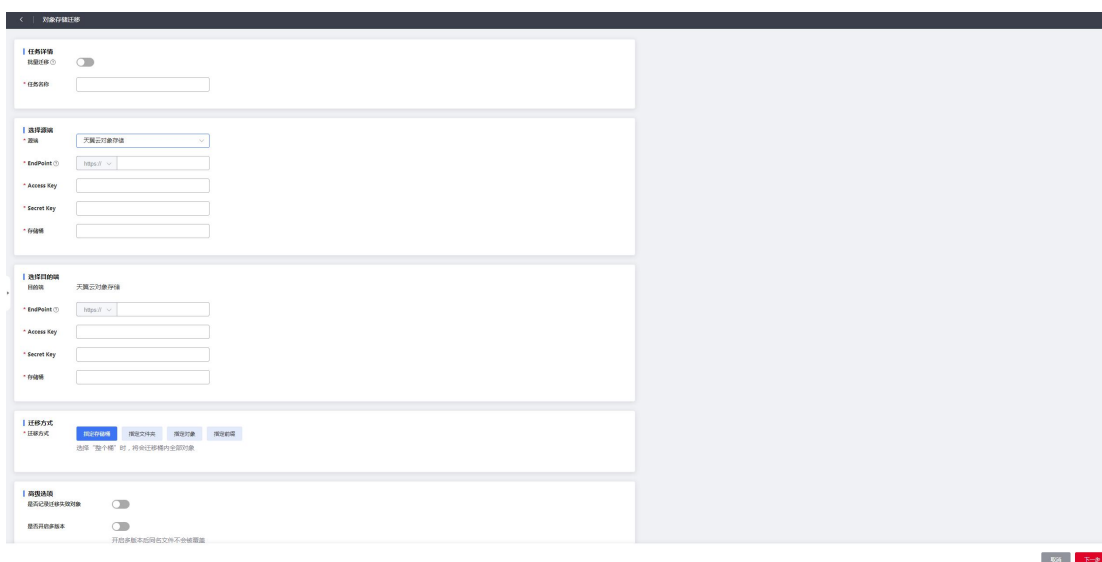 对象存储迁移
任务详情
批量迁移
* 任务名称
选择源端
* 源端 天翼云对象存储
* EndPoint https://
* Access Key
* Secret Key
* 存储桶
选择目的端
目的端 天翼云对象存储
* EndPoint https://
* Access Key
* Secret Key
* 存储桶
迁移方式
* 迁移方式 指定存储桶 指定文件夹 指定对象 指定前缀
选择“整个桶”时，将会迁移桶内全部对象
高级选项
是否记录迁移失败对象
是否开启多版本
开启多版本后同名文件不会被覆盖
取消 下一步